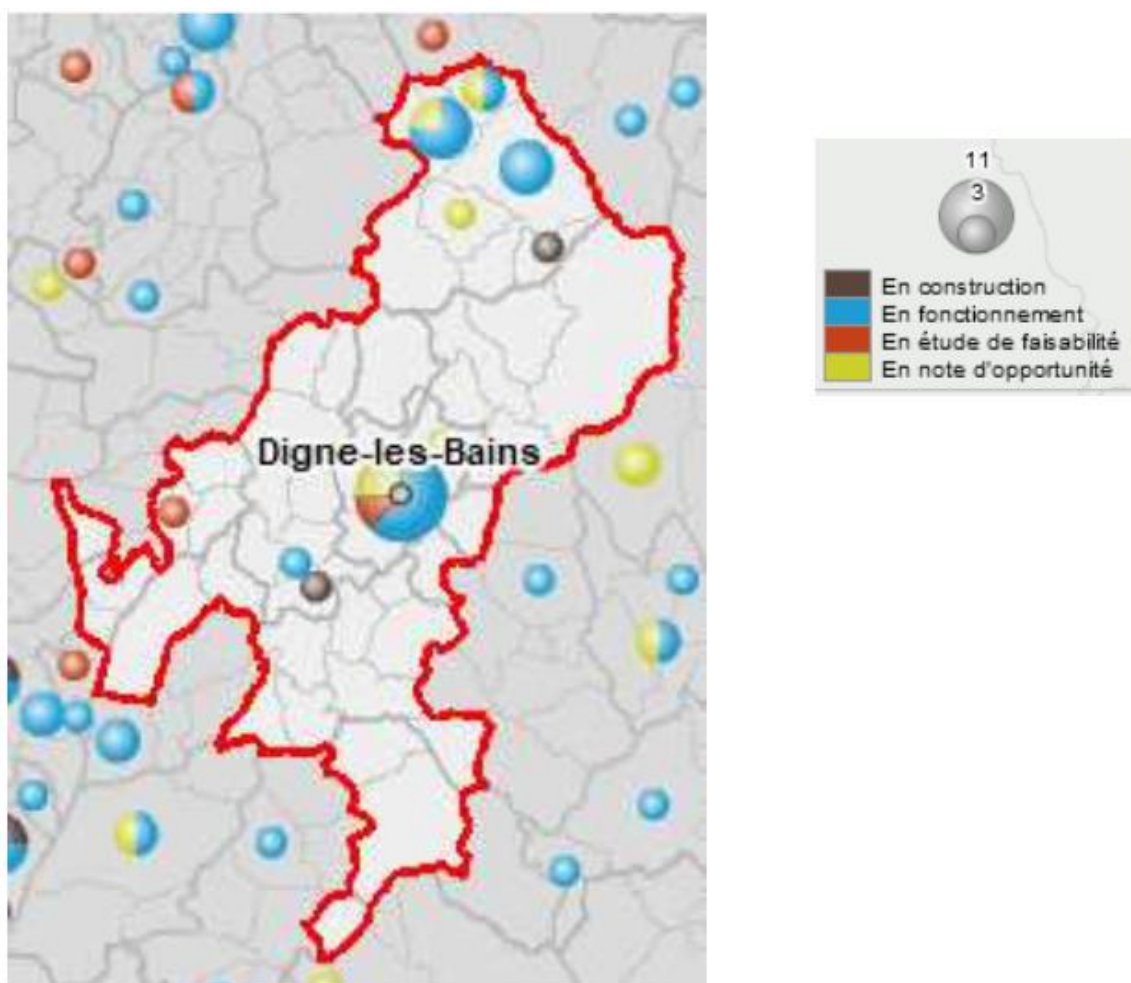 11
3
En construction
En fonctionnement
En étude de faisabilité
En note d'opportunité
Digne-les-Bains